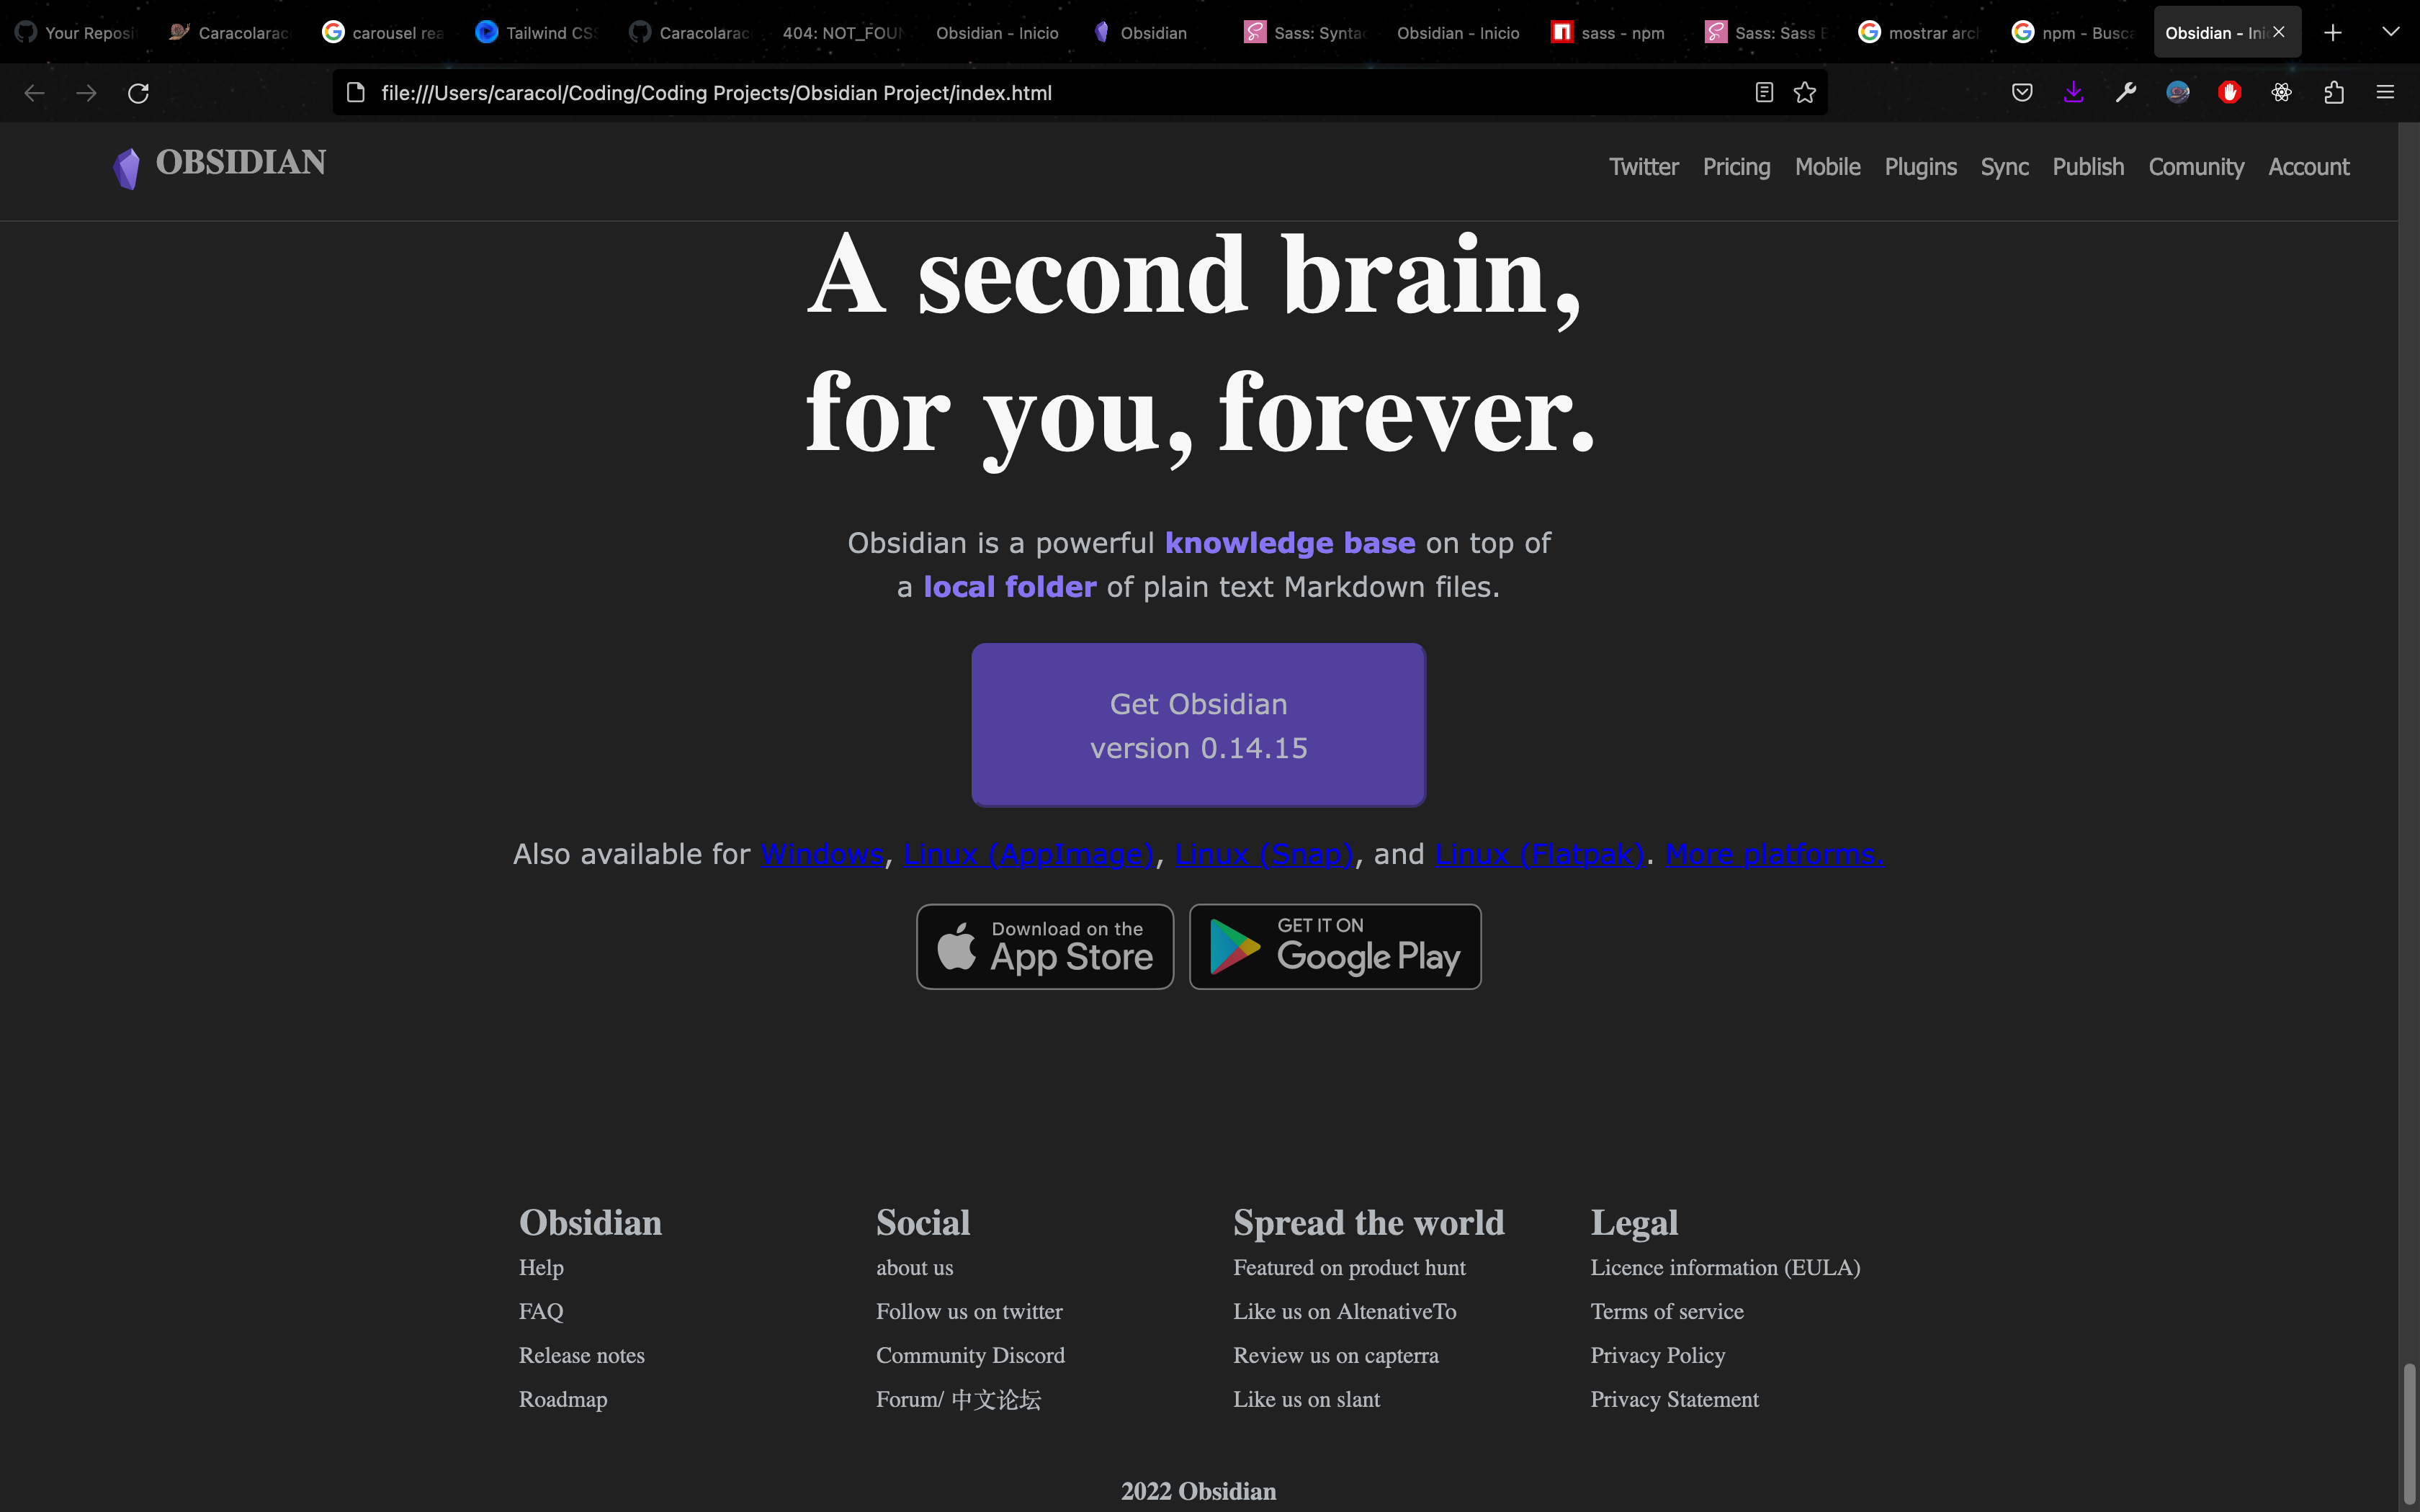 Your Reposi
Caracolarac
carousel rea
Tailwind CSS
Caracolarac
404: NOT_FOUN
Obsidian - Inicio
Obsidian
Sass: Synta
Obsidian - Inicio
sass - npm
Sass: Sass B
mostrar arch
npm - Busca
Obsidian - Ini
file:///Users/caracol/Coding/Coding Projects/Obsidian Project/index.html
OBSIDIAN
Twitter Pricing Mobile Plugins Sync Publish Comunity Account
A second brain,
for you, forever.
Obsidian is a powerful knowledge base on top of
a local folder of plain text Markdown files.
Get Obsidian
version 0.14.15
Also available for Windows, Linux (AppImage), Linux (Snap), and Linux (Flatpak). More platforms.
Download on the
App Store
GET IT ON
Google Play
Obsidian
Help
FAQ
Release notes
Roadmap
Social
about us
Follow us on twitter
Community Discord
Forum/ 中文论坛
Spread the world
Featured on product hunt
Like us on AltenativeTo
Review us on capterra
Like us on slant
Legal
Licence information (EULA)
Terms of service
Privacy Policy
Privacy Statement
2022 Obsidian